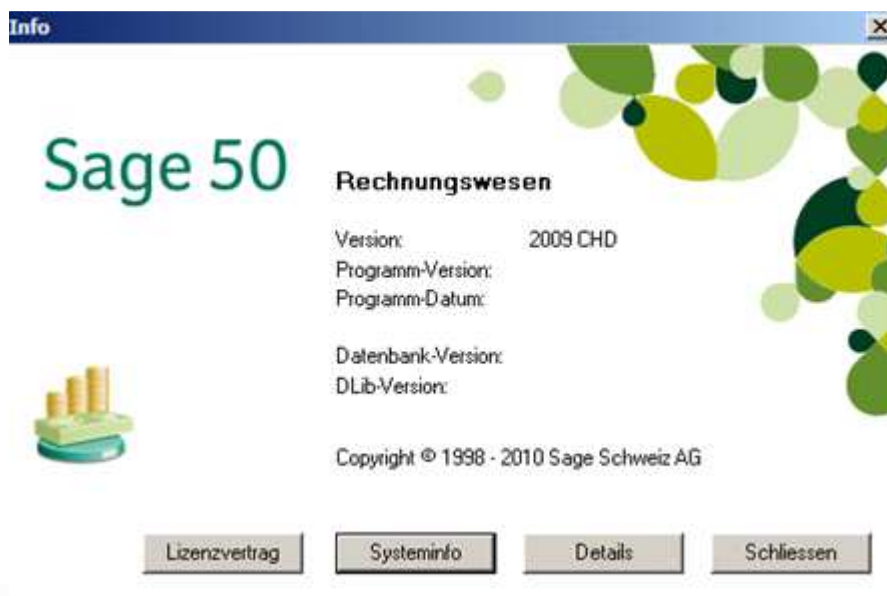 Info
Sage 50
Rechnungswesen
Version: 2009 CHD
Programm-Version:
Programm-Datum:
Datenbank-Version:
DLib-Version:
Copyright © 1998 - 2010 Sage Schweiz AG
Lizenzvertrag Systeminfo Details Schliessen